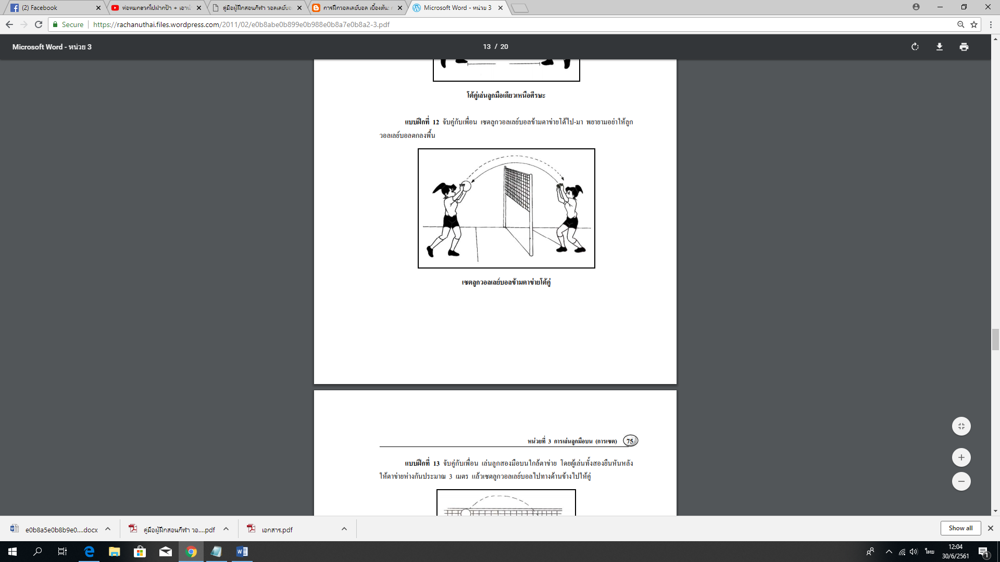 (2) Facebook
ห่อหมกฮวกไปฝากป้า + เอาน
คู่มือผู้ฝึกสอนกีฬา วอลเลย์บอ
การฝึกวอลเลย์บอล เบื้องต้น:
Microsoft Word - หน่วย 3
Secure
https://rachanuthai.files.wordpress.com/2011/02/e0b8abe0b899e0b988e0b8a7e0b8a2-3.pdf
Microsoft Word - หน่วย 3
13 / 20
โต้คู่เล่นลูกมือเดียวเหนือศีรษะ
แบบฝึกที่ 12 จับคู่กับเพื่อน เซตลูกวอลเลย์บอลข้ามตาข่ายโต้ไป-มา พยายามอย่าให้ลูก
วอลเลย์บอลตกลงพื้น
เซตลูกวอลเลย์บอลข้ามตาข่ายโต้คู่
หน่วยที่ 3 การเล่นลูกมือบน (การเซต) 75
แบบฝึกที่ 13 จับคู่กับเพื่อน เล่นลูกสองมือบนใกล้ตาข่าย โดยผู้เล่นทั้งสองยืนหันหลัง
ให้ตาข่ายห่างกันประมาณ 3 เมตร แล้วเซตลูกวอลเลย์บอลไปทางด้านข้างไปให้คู่
e0b8a5e0b8b9e0....docx
คู่มือผู้ฝึกสอนกีฬา วอ....pdf
เอกสาร.pdf
Show all
ไทย
12:04
30/6/2561
1